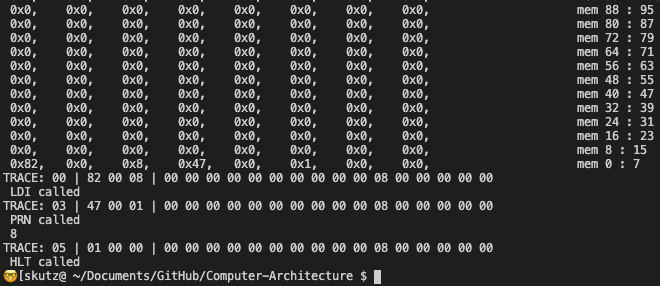 0x0, 0x0, 0x0, 0x0, 0x0, 0x0, 0x0, 0x0, mem 88 : 95
0x0, 0x0, 0x0, 0x0, 0x0, 0x0, 0x0, 0x0, mem 80 : 87
0x0, 0x0, 0x0, 0x0, 0x0, 0x0, 0x0, 0x0, mem 72 : 79
0x0, 0x0, 0x0, 0x0, 0x0, 0x0, 0x0, 0x0, mem 64 : 71
0x0, 0x0, 0x0, 0x0, 0x0, 0x0, 0x0, 0x0, mem 56 : 63
0x0, 0x0, 0x0, 0x0, 0x0, 0x0, 0x0, 0x0, mem 48 : 55
0x0, 0x0, 0x0, 0x0, 0x0, 0x0, 0x0, 0x0, mem 40 : 47
0x0, 0x0, 0x0, 0x0, 0x0, 0x0, 0x0, 0x0, mem 32 : 39
0x0, 0x0, 0x0, 0x0, 0x0, 0x0, 0x0, 0x0, mem 24 : 31
0x0, 0x0, 0x0, 0x0, 0x0, 0x0, 0x0, 0x0, mem 16 : 23
0x0, 0x0, 0x0, 0x0, 0x0, 0x0, 0x0, 0x0, mem 8 : 15
0x82, 0x0, 0x8, 0x47, 0x0, 0x1, 0x0, 0x0, mem 0 : 7
TRACE: 00 | 82 00 08 | 00 00 00 00 00 00 00 00 00 00 08 00 00 00 00 00
LDI called
TRACE: 03 | 47 00 01 | 00 00 00 00 00 00 00 00 00 00 08 00 00 00 00 00
PRN called
8
TRACE: 05 | 01 00 00 | 00 00 00 00 00 00 00 00 00 00 08 00 00 00 00 00
HLT called
🤓[skutz@ ~/Documents/GitHub/Computer-Architecture $